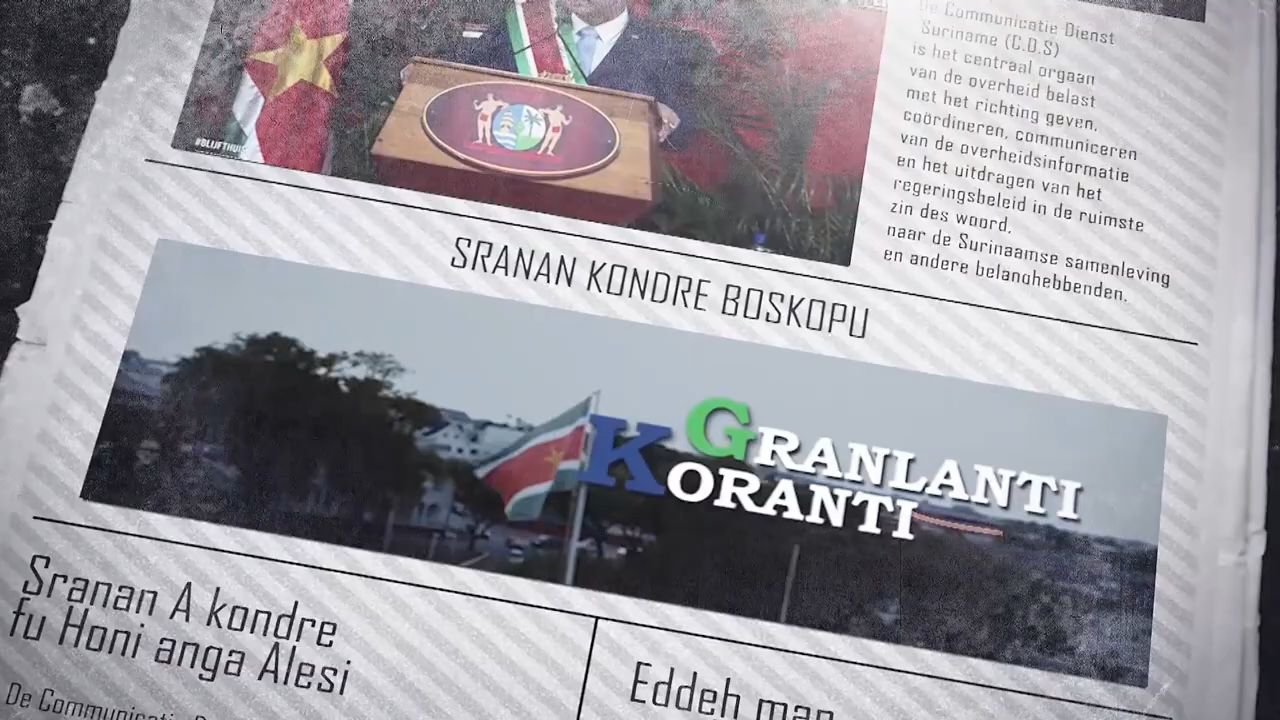 De Communicatie Dienst
Suriname (C.D.S)
is het centraal orgaan
van de overheid belast
met het richting geven,
coördineren, communiceren
van de overheidsinformatie
en het uitdragen van het
regeringsbeleid in de ruimste
zin des woord.
naar de Surinaamse samenleving
en andere belanghebbenden.
SRANAN KONDRE BOSKOPU
GRANLANTI
KORANTI
Sranan A kondre
fu Honi anga Alesi
De
Eddeh man